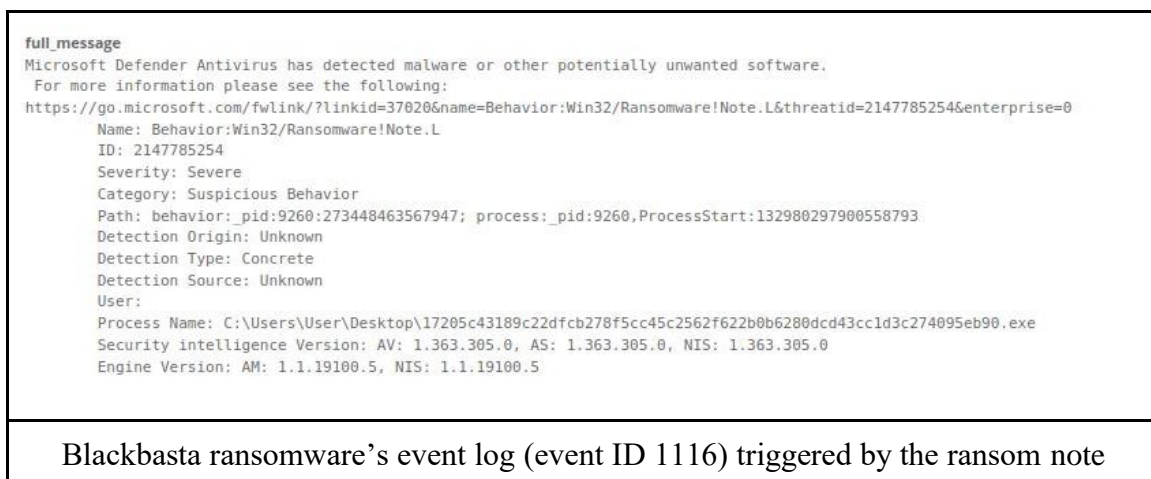 full_message
Microsoft Defender Antivirus has detected malware or other potentially unwanted software.
For more information please see the following:
https://go.microsoft.com/fwlink/?linkid=37020&name=Behavior:Win32/Ransomware!Note.L&threatid=2147785254&enterprise=0
Name: Behavior:Win32/Ransomware!Note.L
ID: 2147785254
Severity: Severe
Category: Suspicious Behavior
Path: behavior:_pid:9260:273448463567947; process:_pid:9260,ProcessStart:132980297900558793
Detection Origin: Unknown
Detection Type: Concrete
Detection Source: Unknown
User:
Process Name: C:\Users\User\Desktop\17205c43189c22dfcb278f5cc45c2562f622b0b6280dcd43cc1d3c274095eb90.exe
Security intelligence Version: AV: 1.363.305.0, AS: 1.363.305.0, NIS: 1.363.305.0
Engine Version: AM: 1.1.19100.5, NIS: 1.1.19100.5
Blackbasta ransomware’s event log (event ID 1116) triggered by the ransom note